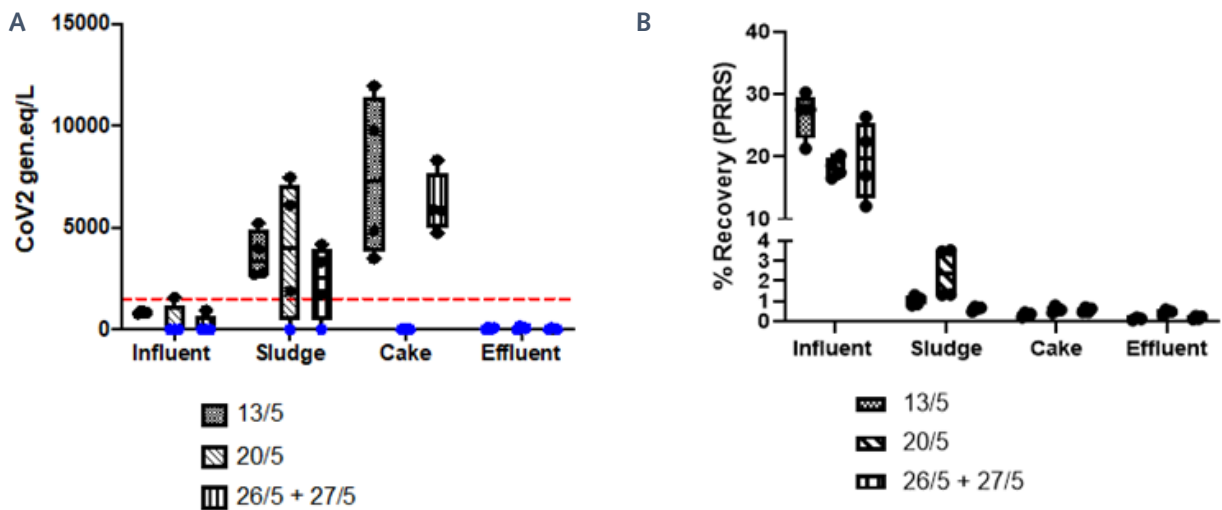 A
CoV2 gen.eq/L
15000
10000
5000
0
Influent Sludge Cake Effluent
13/5
20/5
26/5 + 27/5
B
% Recovery (PRRS)
40
30
20
10
4
3
2
1
0
Influent Sludge Cake Effluent
13/5
20/5
26/5 + 27/5